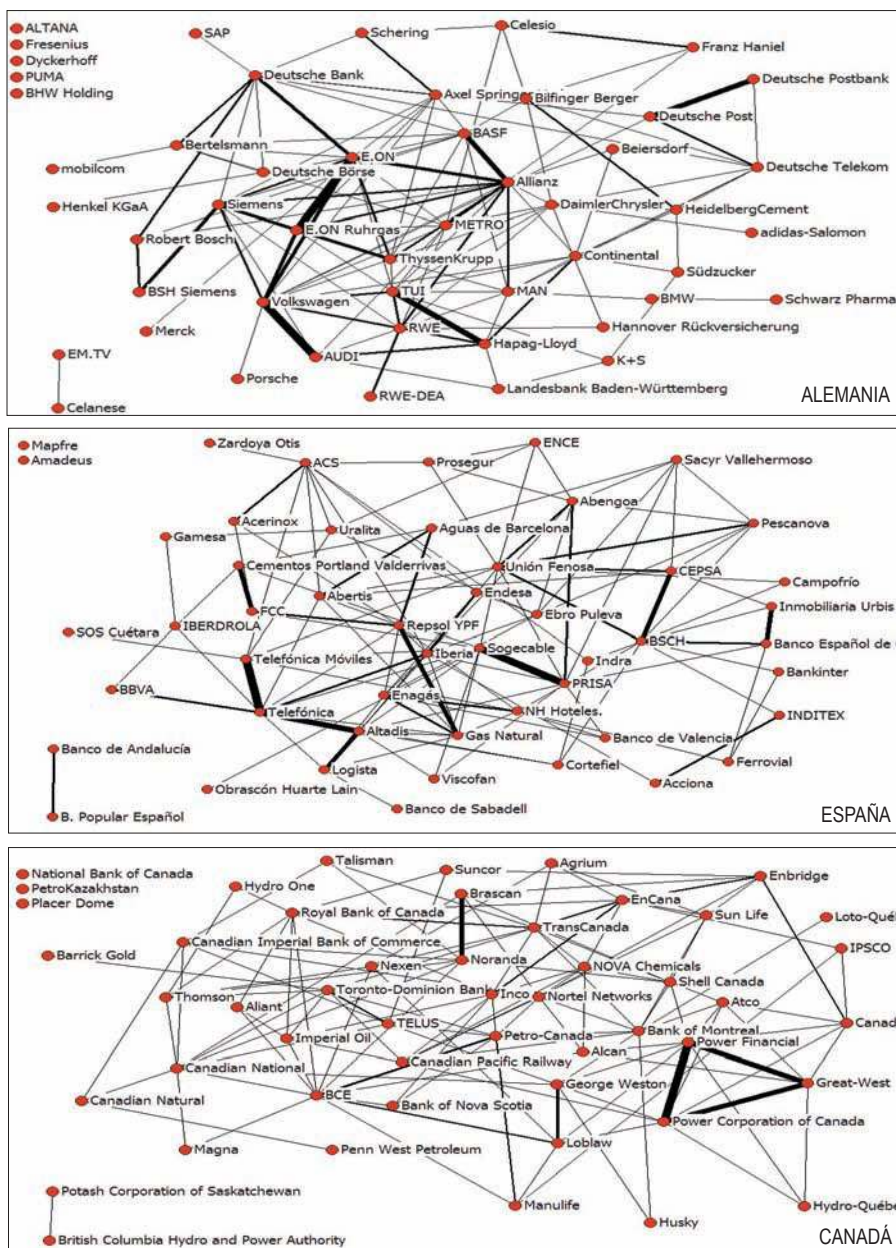 ALTANA
Fresenius
Dyckerhoff
PUMA
BHW Holding
SAP
Schering
Celesio
Franz Haniel
Deutsche Bank
Axel Springer
Bilfinger Berger
Deutsche Postbank
Deutsche Post
Bertelsmann
E.ON
BASF
Beiersdorf
mobilcom
Deutsche Börse
Allianz
Deutsche Telekom
Henkel KGaA
Siemens
DaimlerChrysler
HeidelbergCement
E.ON Ruhrgas
METRO
adidas-Salomon
Robert Bosch
ThyssenKrupp
Continental
Südzucker
BSH Siemens
Volkswagen
TUI
MAN
BMW
Schwarz Pharma
Merck
RWE
Hannover Rückversicherung
Hapag-Lloyd
EM.TV
AUDI
K+S
Porsche
RWE-DEA
Landesbank Baden-Württemberg
Celanese
ALEMANIA
Mapfre
Amadeus
Zardoya Otis
ENCE
ACS
Prosegur
Sacyr Vallehermoso
Abengoa
Acerinox
Uralita
Aguas de Barcelona
Pescanova
Gamesa
Cementos Portland Valderrivas
Unión Fenosa
CEPSA
Campofrío
Abertis
Endesa
FCC
Ebro Puleva
Inmobiliaria Urbis
SOS Cuétara
IBERDROLA
Repsol YPF
BSCH
Banco Español de
Telefónica Móviles
Iberia
Sogecable
Indra
Bankinter
BBVA
Enagás
PRISA
Telefónica
NH Hoteles.
INDITEX
Altadis
Gas Natural
Banco de Valencia
Banco de Andalucía
Logista
Viscofan
Cortefiel
Ferrovial
Obrascón Huarte Lain
Acciona
B. Popular Español
Banco de Sabadell
ESPAÑA
National Bank of Canada
PetroKazakhstan
Placer Dome
Talisman
Suncor
Agrium
Enbridge
Hydro One
Brascan
EnCana
Royal Bank of Canada
Sun Life
Loto-Qué
TransCanada
Canadian Imperial Bank of Commerce
IPSCO
Barrick Gold
Nexen
Noranda
NOVA Chemicals
Toronto-Dominion Bank
Inco
Nortel Networks
Shell Canada
Thomson
Aliant
Atco
TELUS
Canad
Imperial Oil
Petro-Canada
Bank of Montreal
Power Financial
Canadian National
Canadian Pacific Railway
Alcan
BCE
George Weston
Great-West
Canadian Natural
Bank of Nova Scotia
Power Corporation of Canada
Magna
Penn West Petroleum
Loblaw
Potash Corporation of Saskatchewan
Manulife
Hydro-Québe
Husky
British Columbia Hydro and Power Authority
CANADÁ